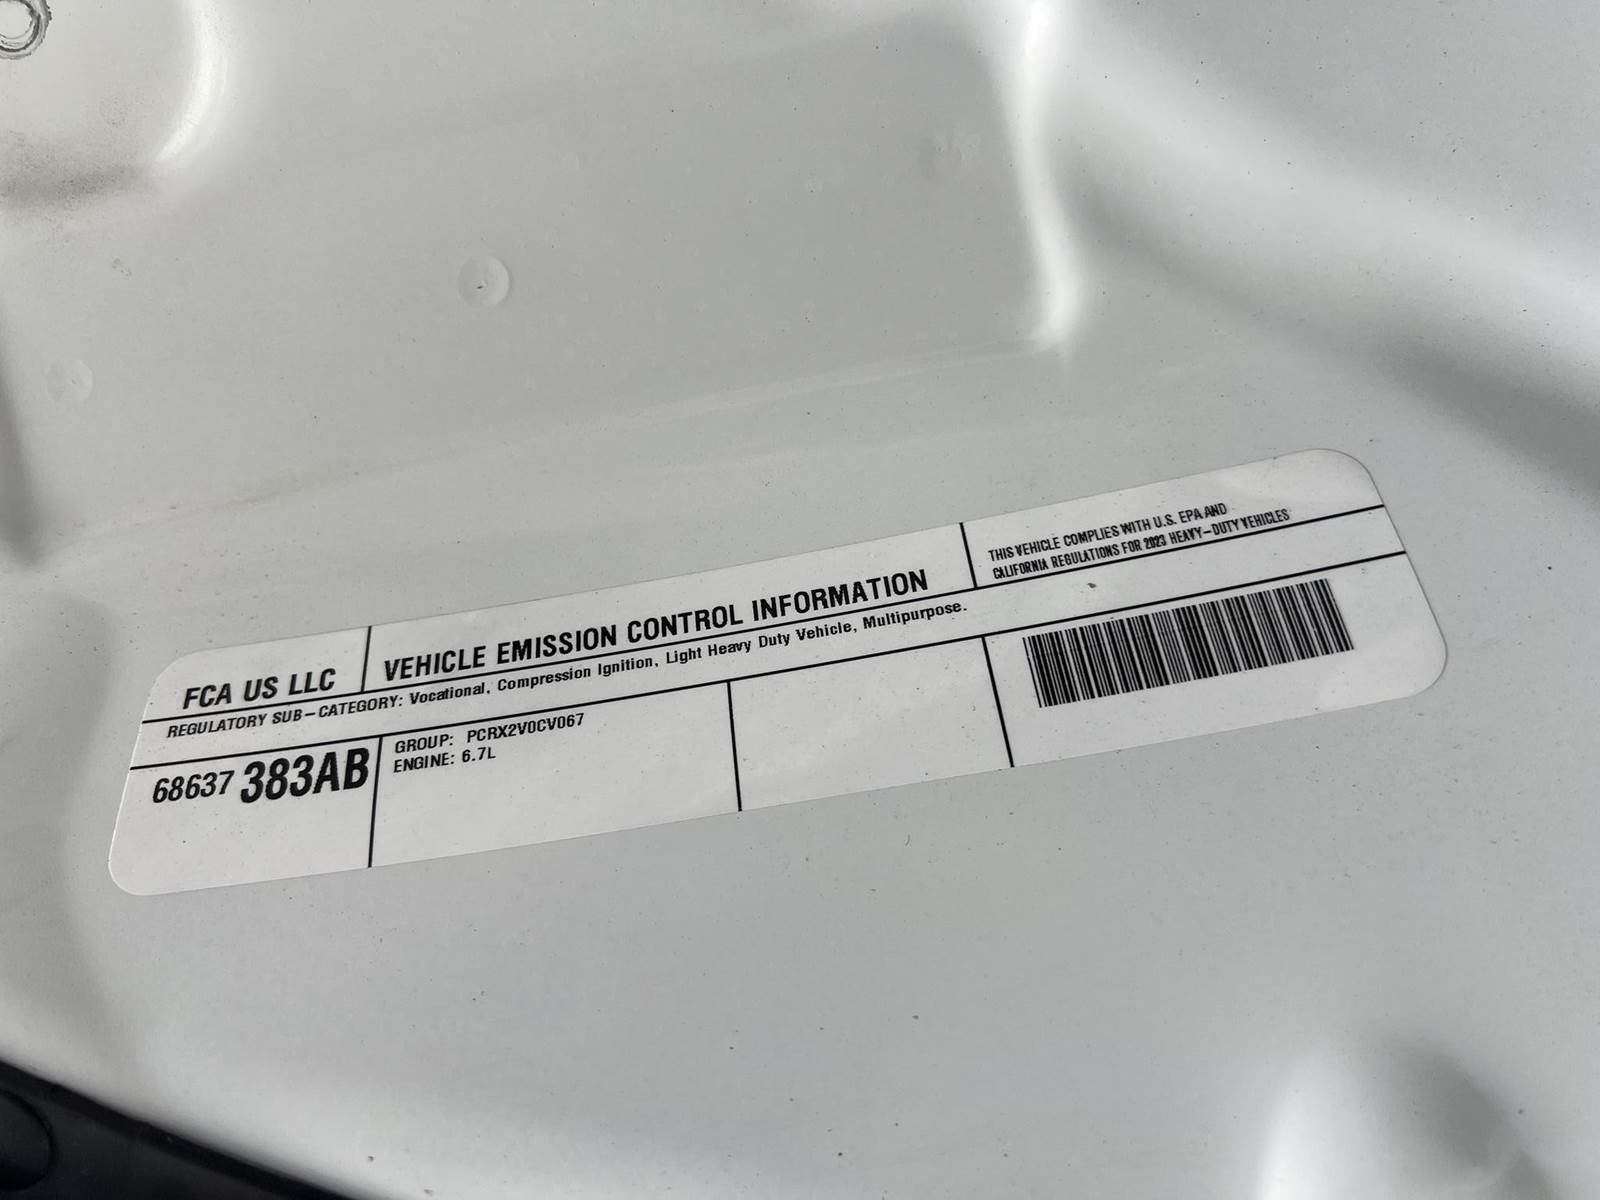 FCA US LLC
VEHICLE EMISSION CONTROL INFORMATION
THIS VEHICLE COMPLIES WITH U.S. EPA AND
CALIFORNIA REGULATIONS FOR 2023 HEAVY-DUTY VEHICLES
REGULATORY SUB-CATEGORY: Vocational, Compression Ignition, Light Heavy Duty Vehicle, Multipurpose.
68637 383AB
GROUP: PCRX2V0CV067
ENGINE: 6.7L